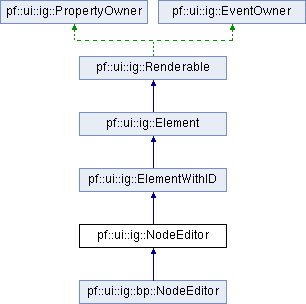 pf::ui::ig::PropertyOwner pf::ui::ig::EventOwner
pf::ui::ig::Renderable
pf::ui::ig::Element
pf::ui::ig::ElementWithID
pf::ui::ig::NodeEditor
pf::ui::ig::bp::NodeEditor